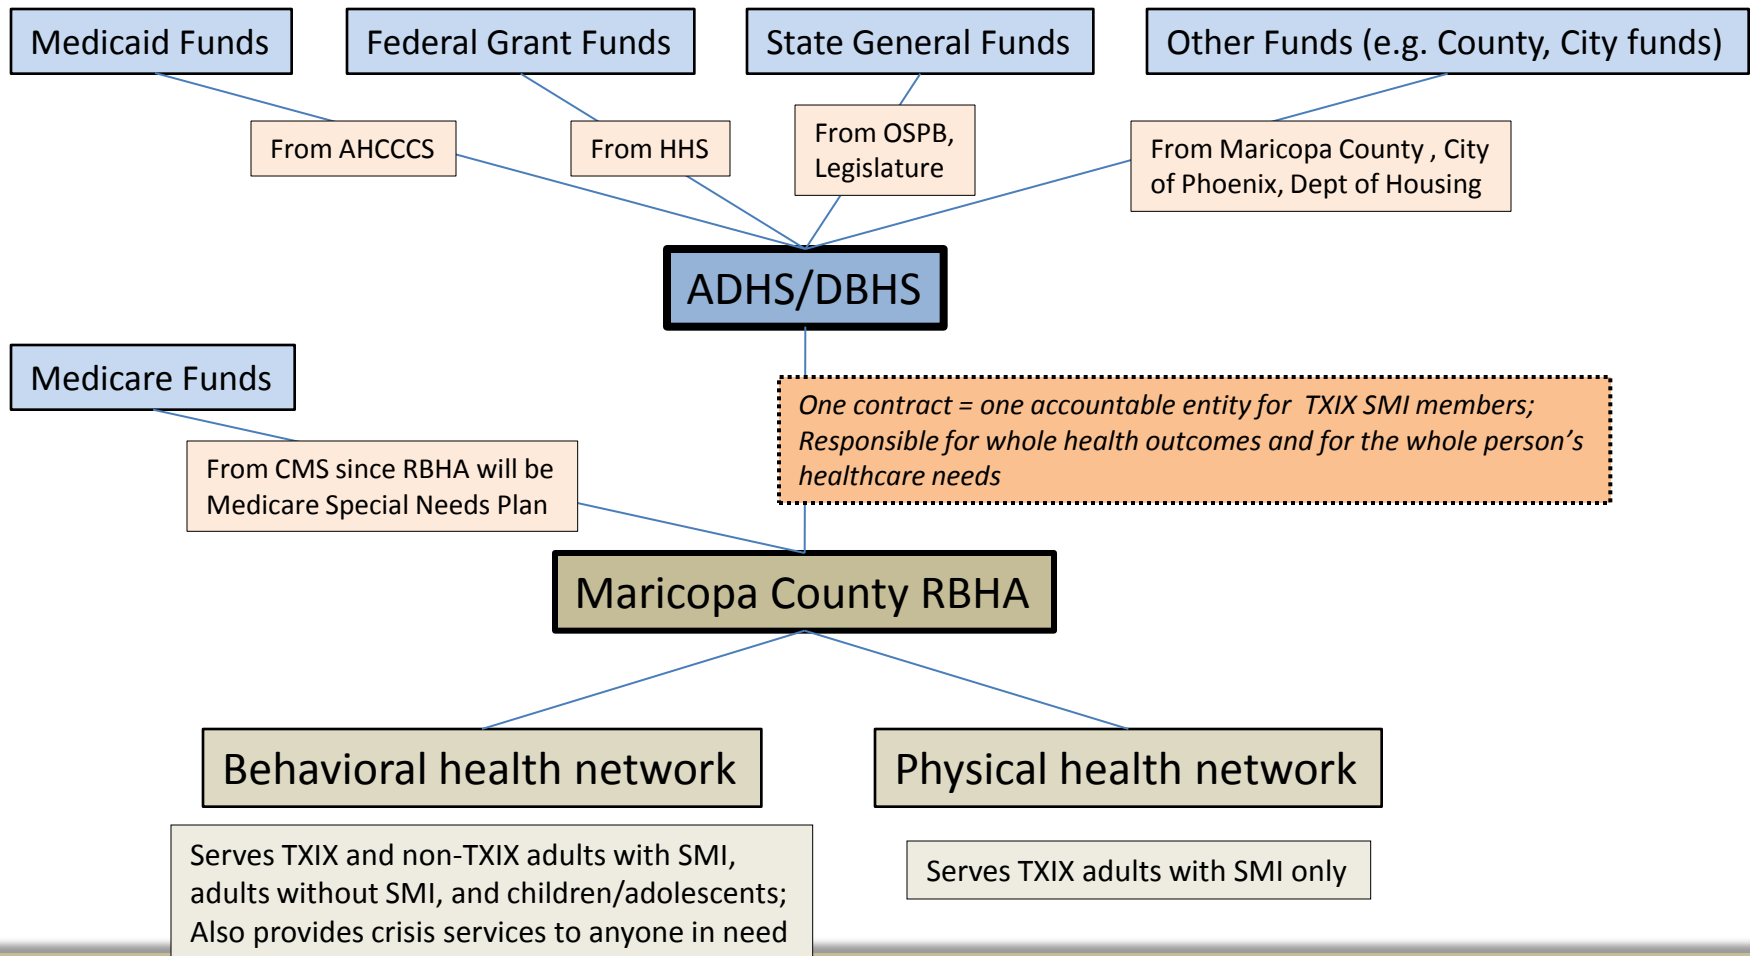 Medicaid Funds
Federal Grant Funds
State General Funds
Other Funds (e.g. County, City funds)
From AHCCCS
From HHS
From OSPB,
Legislature
From Maricopa County , City
of Phoenix, Dept of Housing
ADHS/DBHS
Medicare Funds
One contract = one accountable entity for TXIX SMI members;
Responsible for whole health outcomes and for the whole person’s
healthcare needs
From CMS since RBHA will be
Medicare Special Needs Plan
Maricopa County RBHA
Behavioral health network
Physical health network
Serves TXIX and non-TXIX adults with SMI,
adults without SMI, and children/adolescents;
Also provides crisis services to anyone in need
Serves TXIX adults with SMI only